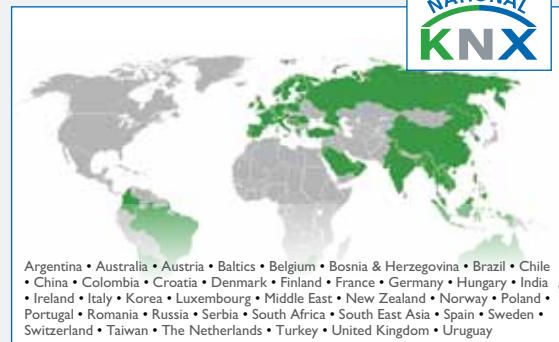 NATIONAL
KNX
Argentina • Australia • Austria • Baltics • Belgium • Bosnia & Herzegovina • Brazil • Chile
• China • Colombia • Croatia • Denmark • Finland • France • Germany • Hungary • India
• Ireland • Italy • Korea • Luxembourg • Middle East • New Zealand • Norway • Poland •
Portugal • Romania • Russia • Serbia • South Africa • South East Asia • Spain • Sweden •
Switzerland • Taiwan • The Netherlands • Turkey • United Kingdom • Uruguay